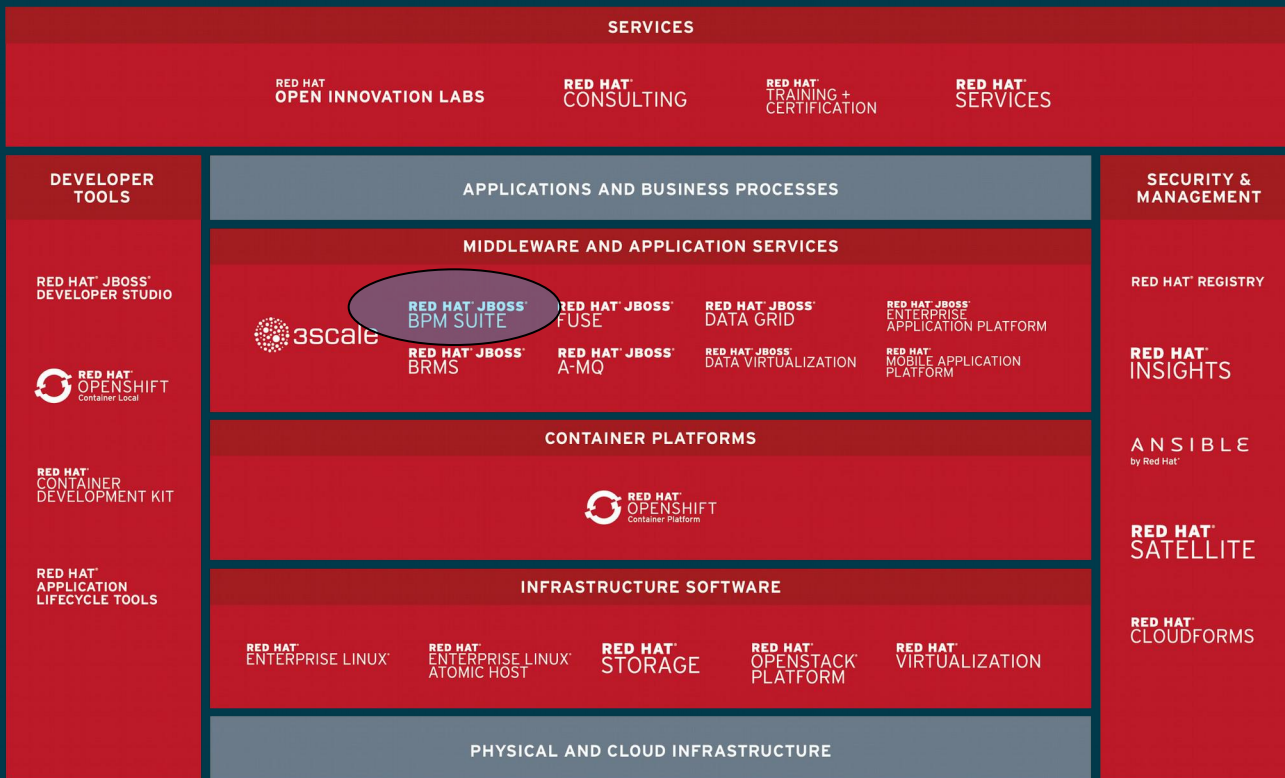 SERVICES
RED HAT
OPEN INNOVATION LABS
RED HAT®
CONSULTING
RED HAT®
TRAINING +
CERTIFICATION
RED HAT®
SERVICES
DEVELOPER
TOOLS
RED HAT® JBOSS®
DEVELOPER STUDIO
RED HAT®
OPENSHIFT
Container Local
RED HAT®
CONTAINER
DEVELOPMENT KIT
RED HAT®
APPLICATION
LIFECYCLE TOOLS
APPLICATIONS AND BUSINESS PROCESSES
MIDDLEWARE AND APPLICATION SERVICES
3scale
RED HAT® JBOSS®
BPM SUITE
RED HAT® JBOSS®
FUSE
RED HAT® JBOSS®
DATA GRID
RED HAT® JBOSS®
ENTERPRISE
APPLICATION PLATFORM
RED HAT® JBOSS®
BRMS
RED HAT® JBOSS®
A-MQ
RED HAT® JBOSS®
DATA VIRTUALIZATION
RED HAT®
MOBILE APPLICATION
PLATFORM
CONTAINER PLATFORMS
RED HAT®
OPENSHIFT
Container Platform
INFRASTRUCTURE SOFTWARE
RED HAT®
ENTERPRISE LINUX®
RED HAT®
ENTERPRISE LINUX®
ATOMIC HOST
RED HAT®
STORAGE
RED HAT®
OPENSTACK®
PLATFORM
RED HAT®
VIRTUALIZATION
PHYSICAL AND CLOUD INFRASTRUCTURE
SECURITY &
MANAGEMENT
RED HAT® REGISTRY
RED HAT®
INSIGHTS
ANSIBLE
by Red Hat®
RED HAT®
SATELLITE
RED HAT®
CLOUDFORMS